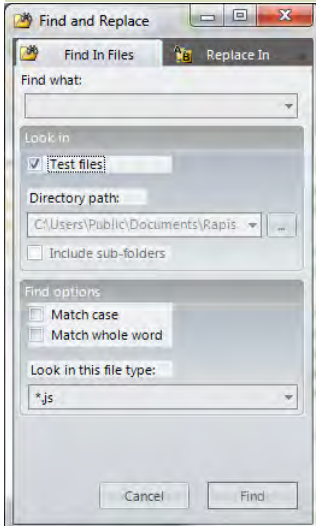 Find and Replace
Find In Files
Replace In
Find what:
Look in
Test files
Directory path:
C:\Users\Public\Documents\Rapis
...
Include sub-folders
Find options
Match case
Match whole word
Look in this file type:
*.js
Cancel
Find